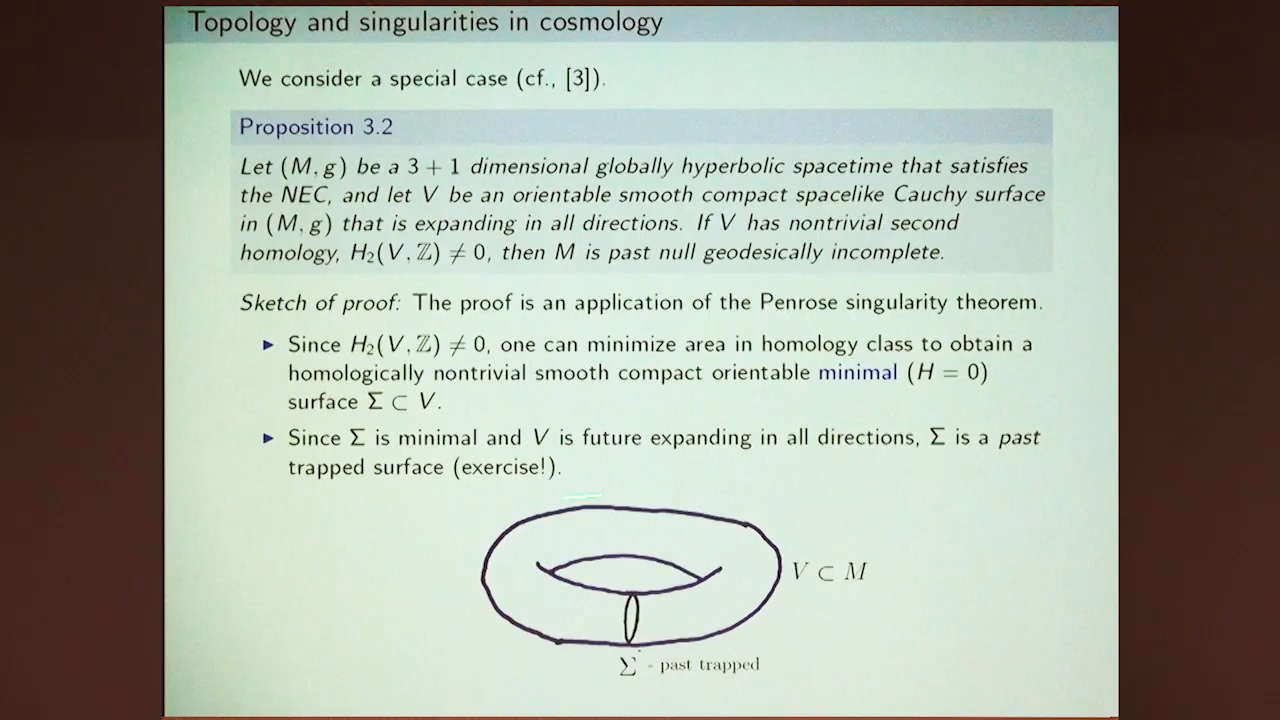 Topology and singularities in cosmology
We consider a special case (cf., [3]).
Proposition 3.2
Let (M, g) be a 3 + 1 dimensional globally hyperbolic spacetime that satisfies
the NEC, and let V be an orientable smooth compact spacelike Cauchy surface
in (M, g) that is expanding in all directions. If V has nontrivial second
homology, H₂(V, ℤ) ≠ 0, then M is past null geodesically incomplete.
Sketch of proof: The proof is an application of the Penrose singularity theorem.
▶ Since H₂(V, ℤ) ≠ 0, one can minimize area in homology class to obtain a
homologically nontrivial smooth compact orientable minimal (H = 0)
surface Σ ⊂ V.
▶ Since Σ is minimal and V is future expanding in all directions, Σ is a past
trapped surface (exercise!).
V ⊂ M
Σ - past trapped